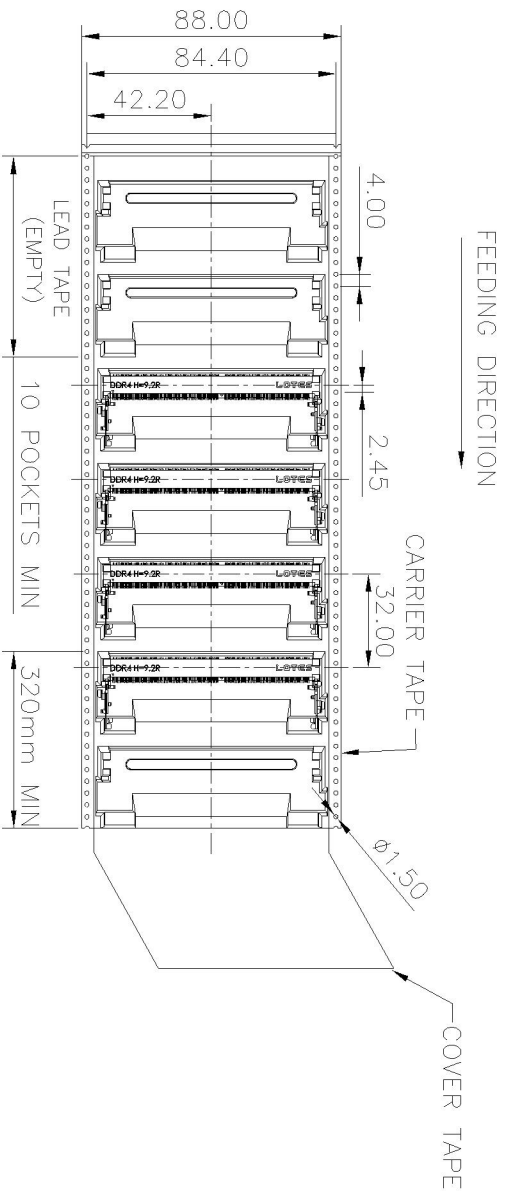 88.00
84.40
42.20
4.00
FEEDING DIRECTION
2.45
CARRIER TAPE
32.00
ø1.50
COVER TAPE
LEAD TAPE
(EMPTY)
10 POCKETS MIN
320mm MIN
DDR4 H=9.2R LOTES
DDR4 H=9.2R LOTES
DDR4 H=9.2R LOTES
DDR4 H=9.2R LOTES